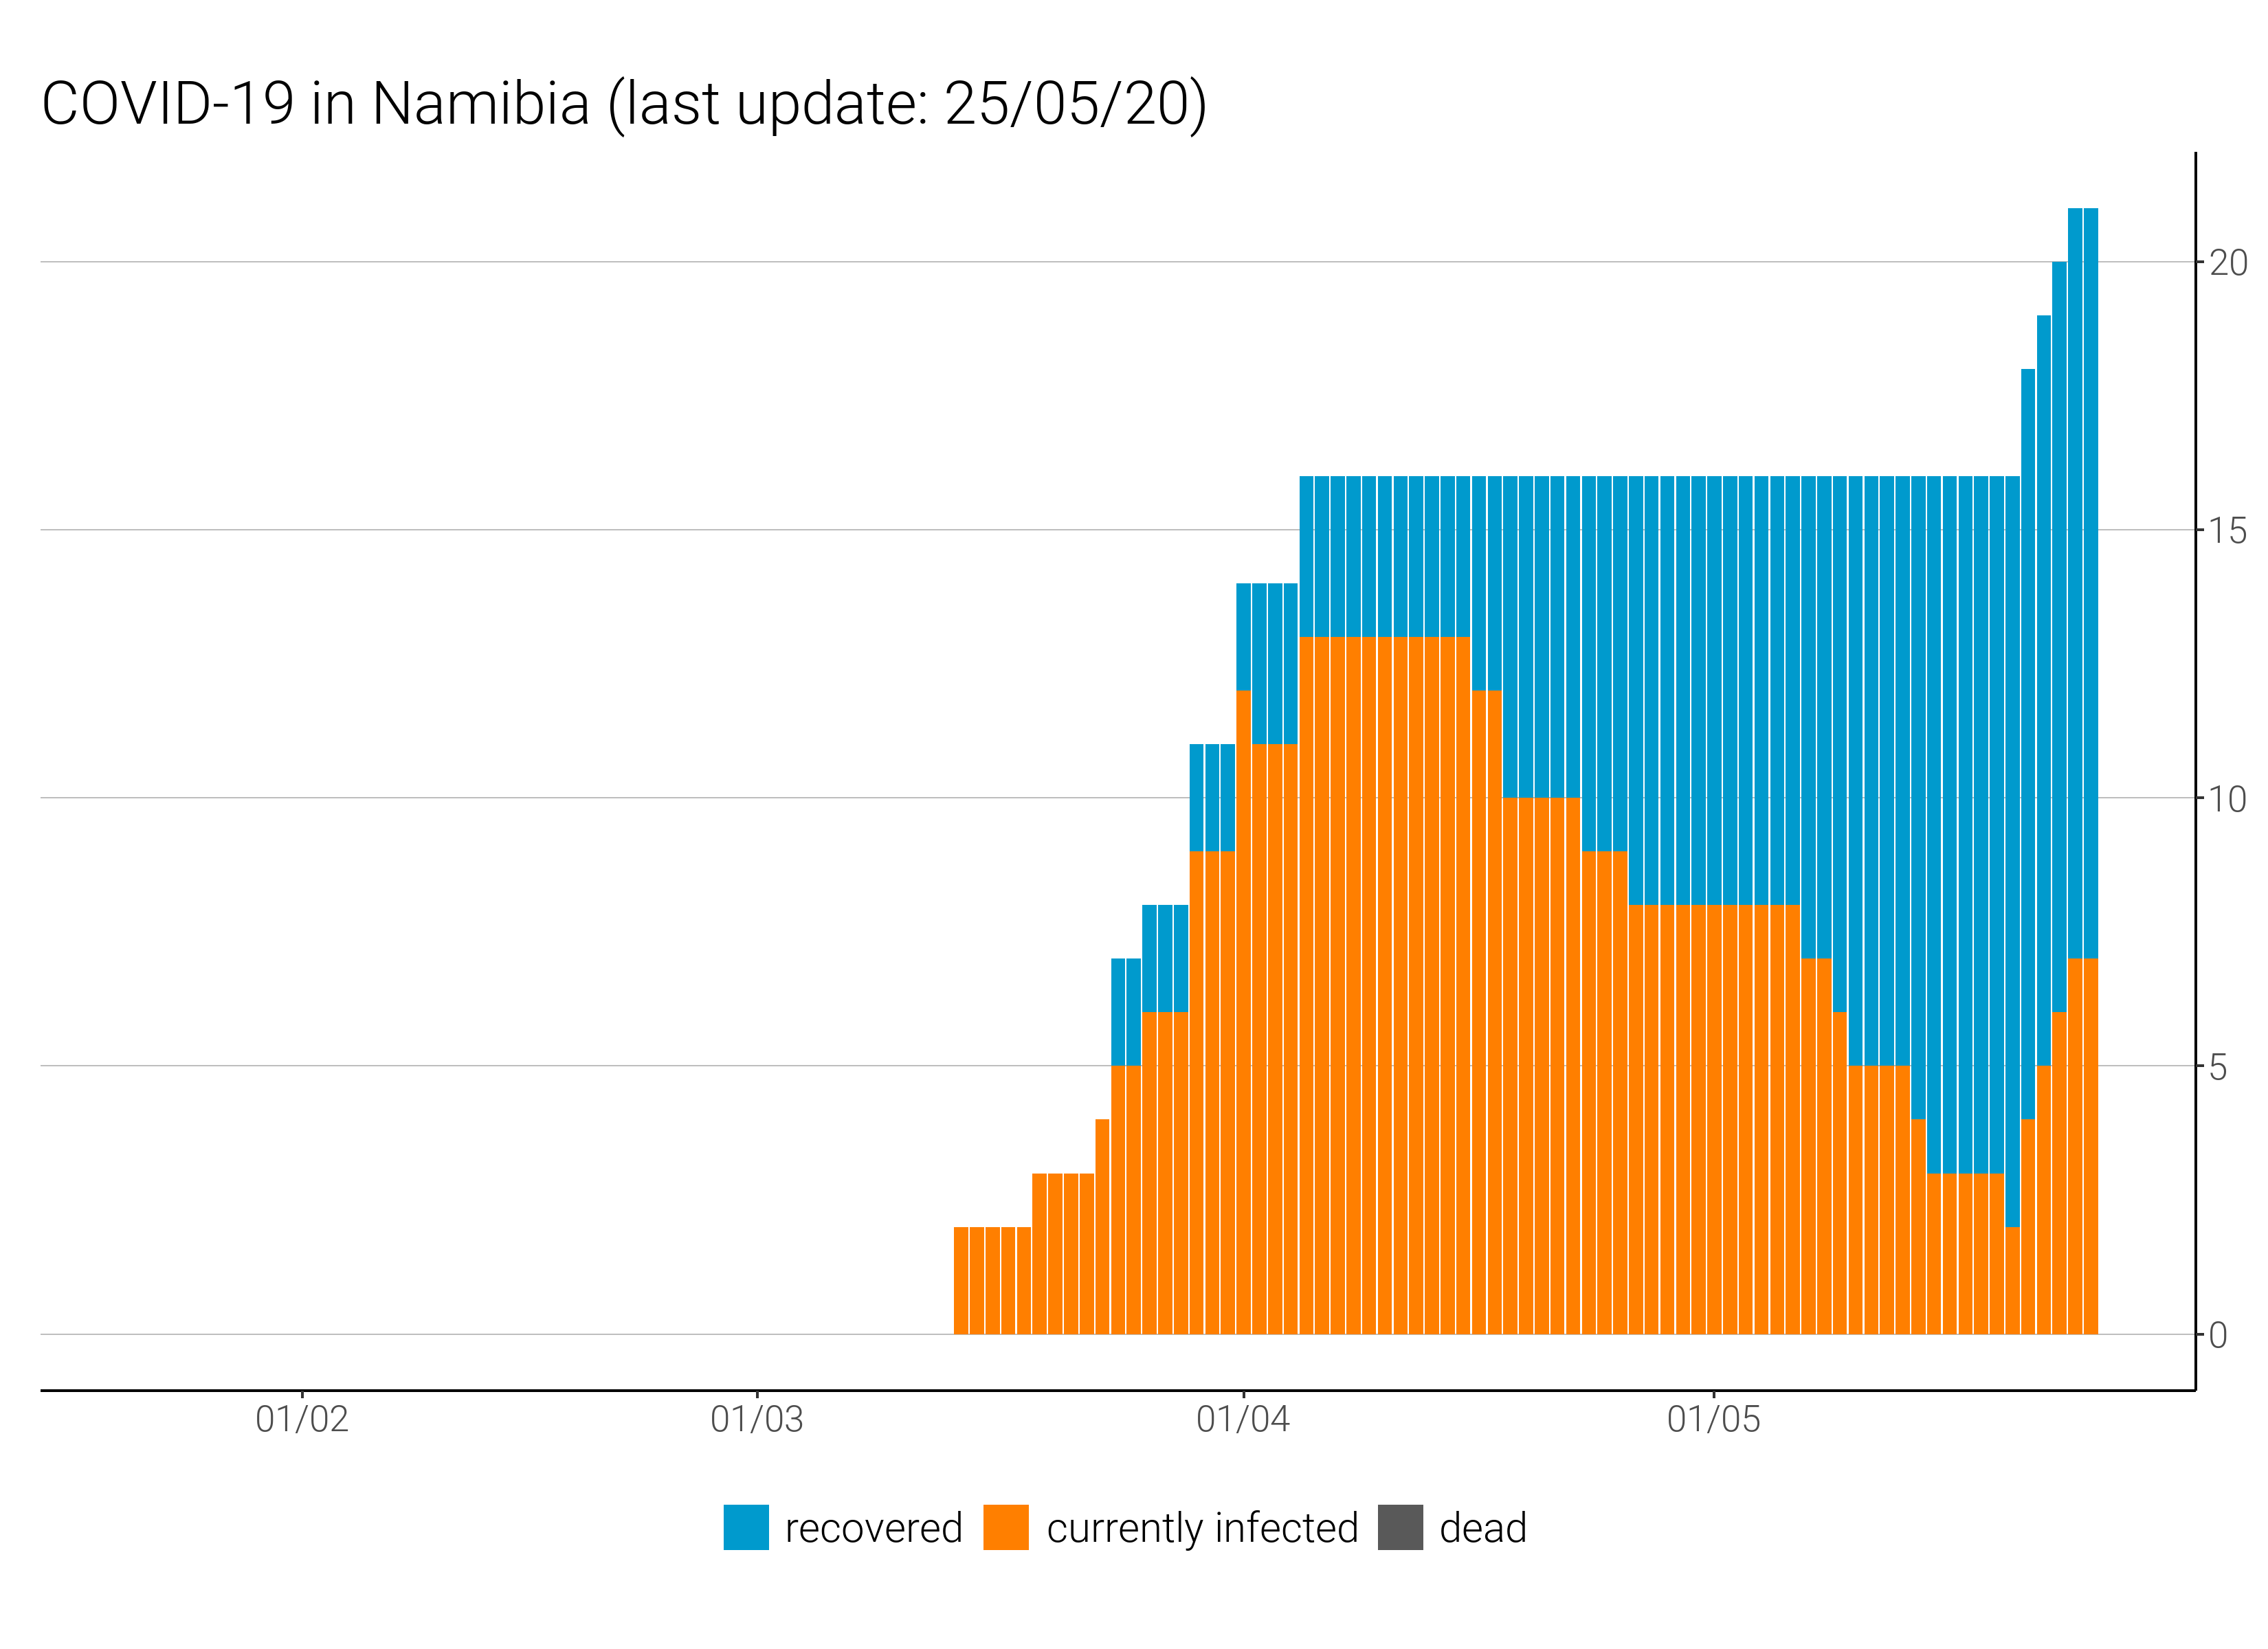 COVID-19 in Namibia (last update: 25/05/20)
20
15
10
5
0
01/02 01/03 01/04 01/05
recovered currently infected dead